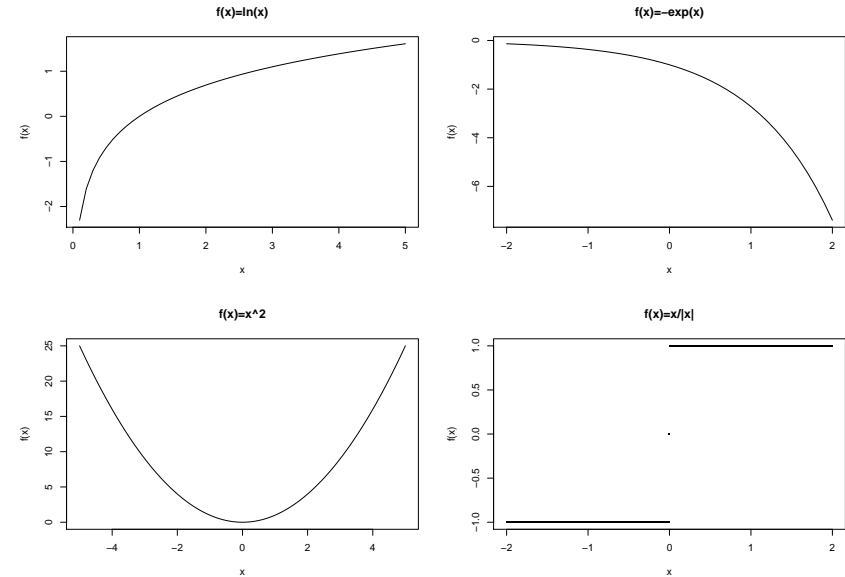 f(x)=ln(x)
f(x)
1
0
−1
−2
0 1 2 3 4 5
x
f(x)=−exp(x)
f(x)
0
−2
−4
−6
−2 −1 0 1 2
x
f(x)=x^2
f(x)
25
20
15
10
5
0
−4 −2 0 2 4
x
f(x)=x/|x|
f(x)
1.0
0.5
0.0
−0.5
−1.0
−2 −1 0 1 2
x